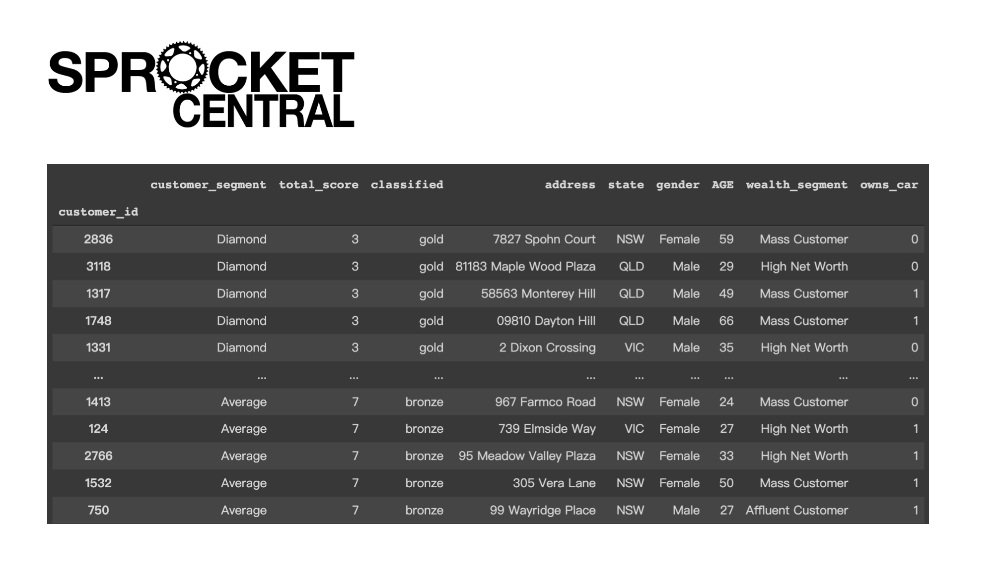 SPROCKET
CENTRAL
customer_segment total_score classified address state gender AGE wealth_segment owns_car
customer_id
2836 Diamond 3 gold 7827 Spohn Court NSW Female 59 Mass Customer 0
3118 Diamond 3 gold 81183 Maple Wood Plaza QLD Male 29 High Net Worth 0
1317 Diamond 3 gold 58563 Monterey Hill QLD Male 49 Mass Customer 1
1748 Diamond 3 gold 09810 Dayton Hill QLD Male 66 Mass Customer 1
1331 Diamond 3 gold 2 Dixon Crossing VIC Male 35 High Net Worth 0
... ... ... ... ... ... ... ... ... ...
1413 Average 7 bronze 967 Farmco Road NSW Female 24 Mass Customer 0
124 Average 7 bronze 739 Elmside Way VIC Female 27 High Net Worth 1
2766 Average 7 bronze 95 Meadow Valley Plaza NSW Female 33 High Net Worth 1
1532 Average 7 bronze 305 Vera Lane NSW Female 50 Mass Customer 1
750 Average 7 bronze 99 Wayridge Place NSW Male 27 Affluent Customer 1